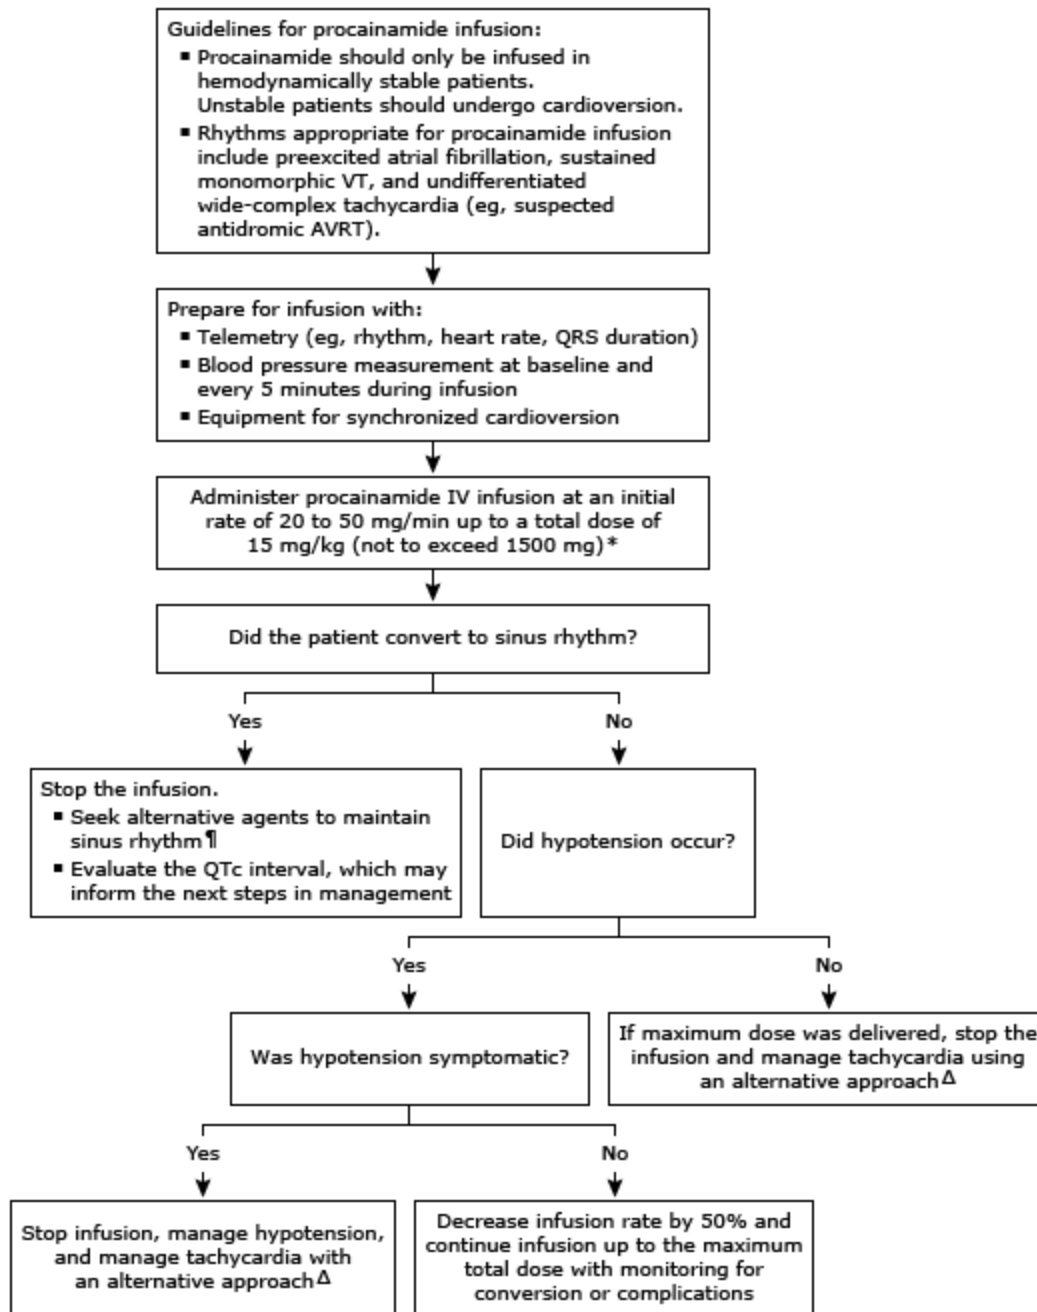 Guidelines for procainamide infusion:
▪ Procainamide should only be infused in
hemodynamically stable patients.
Unstable patients should undergo cardioversion.
▪ Rhythms appropriate for procainamide infusion
include preexcited atrial fibrillation, sustained
monomorphic VT, and undifferentiated
wide-complex tachycardia (eg, suspected
antidromic AVRT).
Prepare for infusion with:
▪ Telemetry (eg, rhythm, heart rate, QRS duration)
▪ Blood pressure measurement at baseline and
every 5 minutes during infusion
▪ Equipment for synchronized cardioversion
Administer procainamide IV infusion at an initial
rate of 20 to 50 mg/min up to a total dose of
15 mg/kg (not to exceed 1500 mg)*
Did the patient convert to sinus rhythm?
Yes
No
Stop the infusion.
▪ Seek alternative agents to maintain
sinus rhythm¶
▪ Evaluate the QTc interval, which may
inform the next steps in management
Did hypotension occur?
Yes
No
Was hypotension symptomatic?
If maximum dose was delivered, stop the
infusion and manage tachycardia using
an alternative approachΔ
Yes
No
Stop infusion, manage hypotension,
and manage tachycardia with
an alternative approachΔ
Decrease infusion rate by 50% and
continue infusion up to the maximum
total dose with monitoring for
conversion or complications